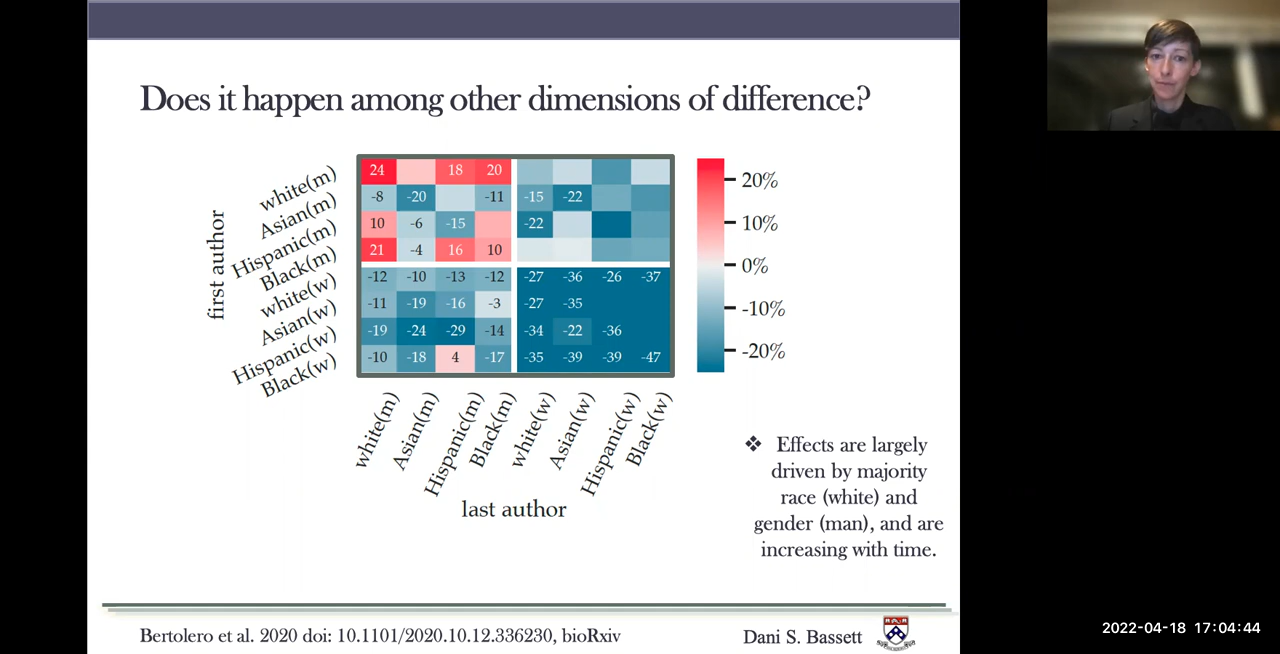 Does it happen among other dimensions of difference?
first author
white(m)
Asian(m)
Hispanic(m)
Black(m)
white(w)
Asian(w)
Hispanic(w)
Black(w)
24 18 20
-8 -20 -11 -15 -22
10 -6 -15 -22
21 -4 16 10
-12 -10 -13 -12 -27 -36 -26 -37
-11 -19 -16 -3 -27 -35
-19 -24 -29 -14 -34 -22 -36
-10 -18 4 -17 -35 -39 -39 -47
20%
10%
0%
-10%
-20%
white(m)
Asian(m)
Hispanic(m)
Black(m)
white(w)
Asian(w)
Hispanic(w)
Black(w)
last author
❖ Effects are largely
driven by majority
race (white) and
gender (man), and are
increasing with time.
Bertolero et al. 2020 doi: 10.1101/2020.10.12.336230, bioRxiv
Dani S. Bassett
2022-04-18 17:04:44